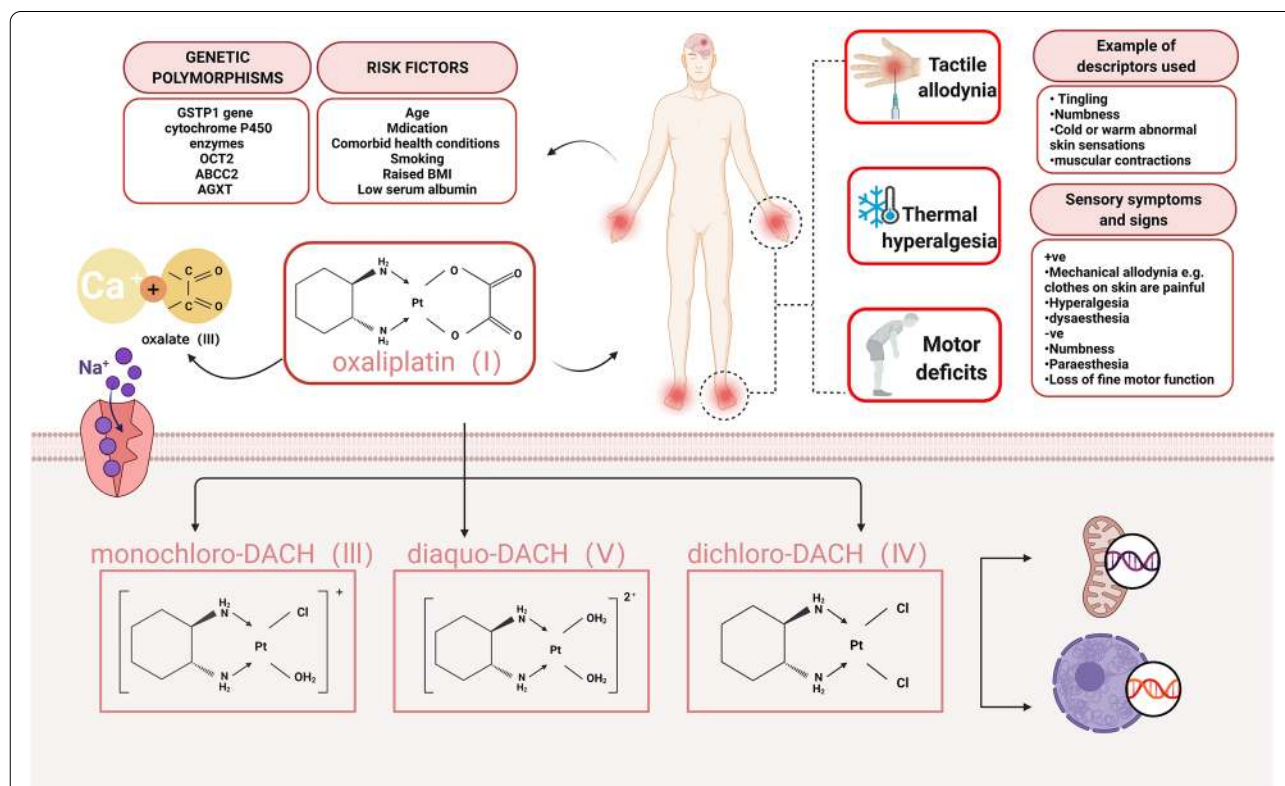 GENETIC
POLYMORPHISMS
GSTP1 gene
cytochrome P450
enzymes
OCT2
ABCC2
AGXT
RISK FICTORS
Age
Mdication
Comorbid health conditions
Smoking
Raised BMI
Low serum albumin
Tactile
allodynia
Thermal
hyperalgesia
Motor
deficits
Example of
descriptors used
• Tingling
•Numbness
•Cold or warm abnormal
skin sensations
•muscular contractions
Sensory symptoms
and signs
+ve
•Mechanical allodynia e.g.
clothes on skin are painful
•Hyperalgesia
•dysaesthesia
-ve
•Numbness
•Paraesthesia
•Loss of fine motor function
Ca+
+
C
O
C
O
oxalate (III)
Na+
H2
N
O
O
Pt
N
H2
O
O
oxaliplatin (I)
monochloro-DACH (III)
H2
N
Cl
Pt
N
H2
OH2
+
diaquo-DACH (V)
H2
N
OH2
Pt
N
H2
OH2
2+
dichloro-DACH (IV)
H2
N
Cl
Pt
N
H2
Cl